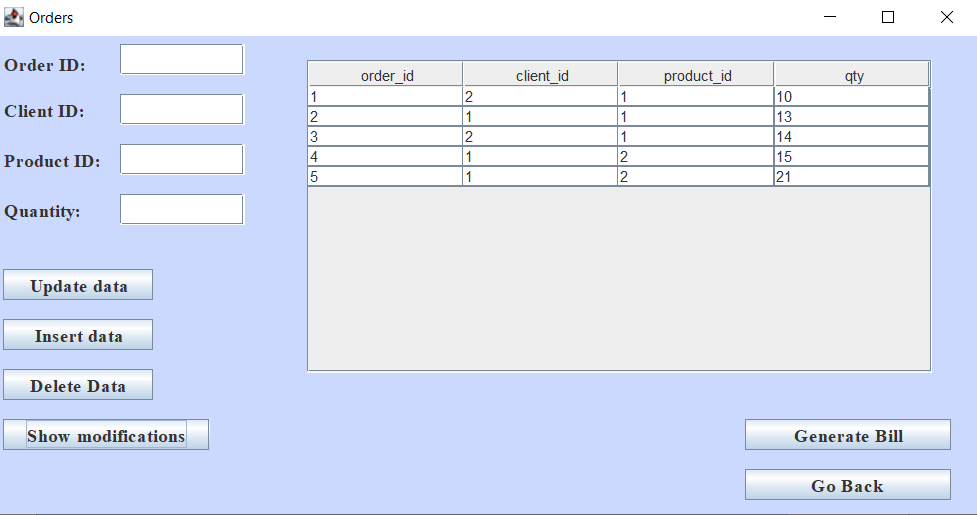 Orders
Order ID:
Client ID:
Product ID:
Quantity:
order_id client_id product_id qty
1 2 1 10
2 1 1 13
3 2 1 14
4 1 2 15
5 1 2 21
Update data
Insert data
Delete Data
Show modifications
Generate Bill
Go Back